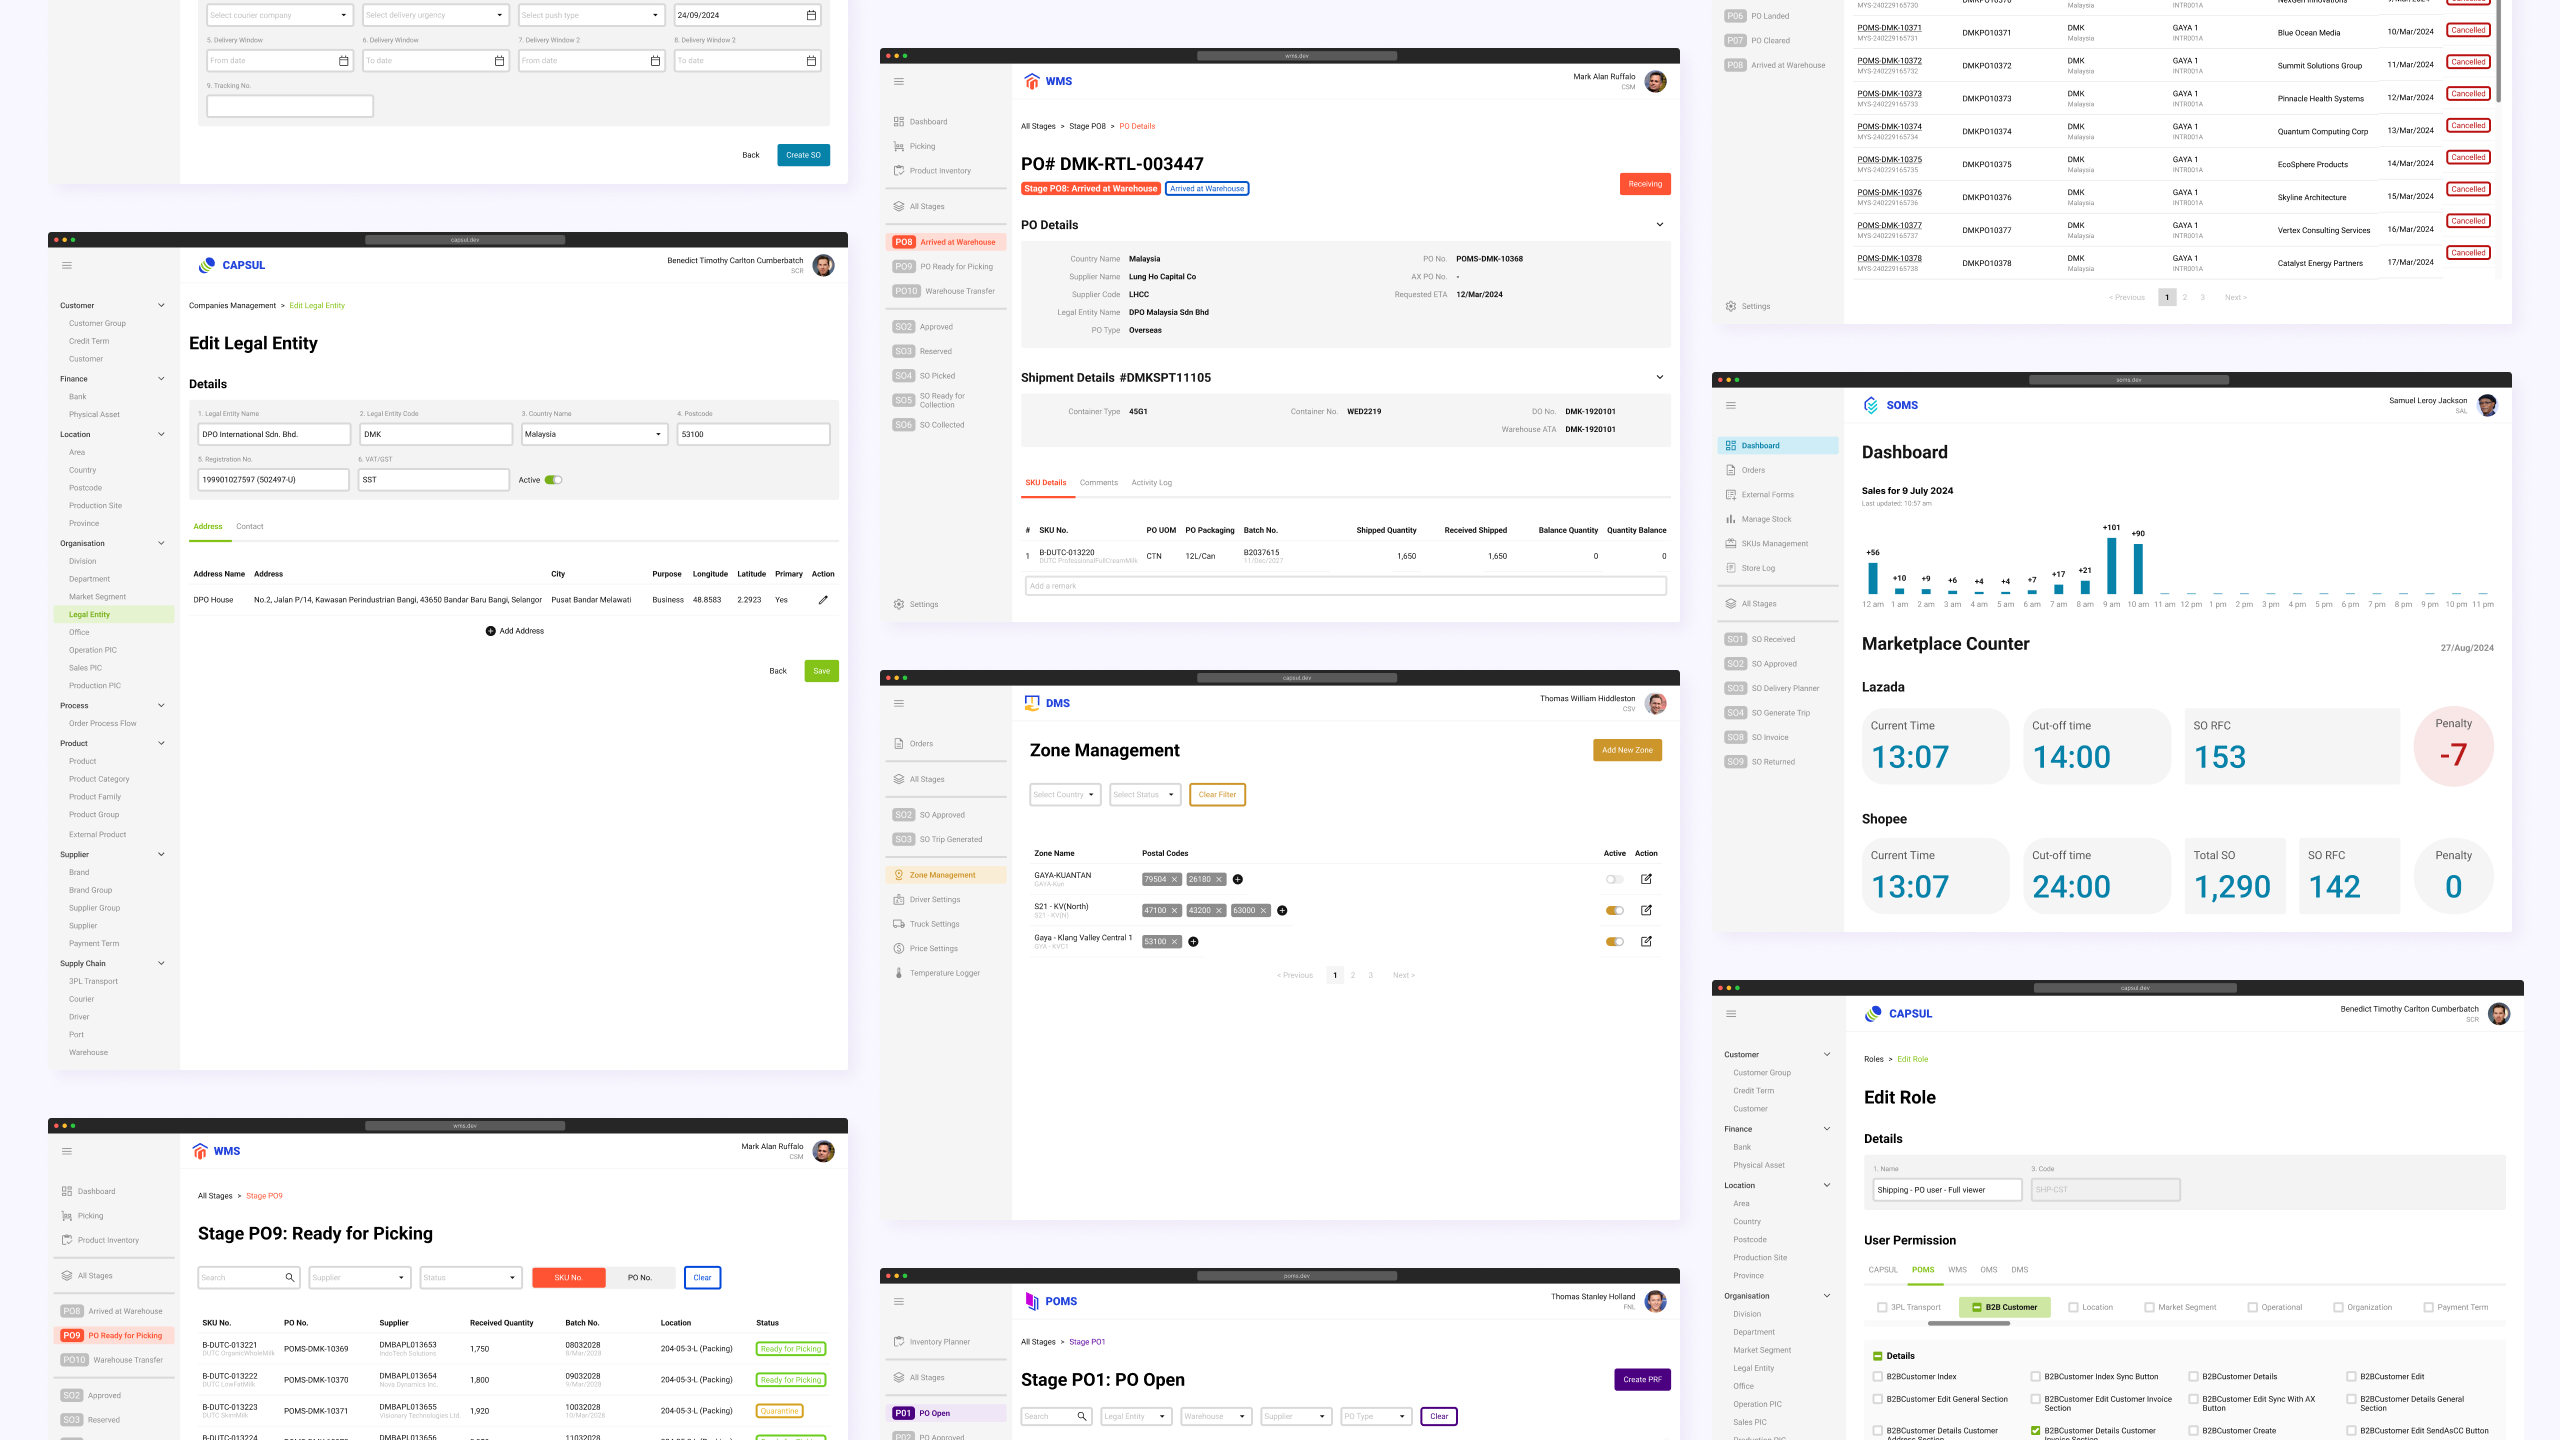 Select courier company
Select delivery urgency
Select push type
24/09/2024
5. Delivery Window
6. Delivery Window
7. Delivery Window 2
8. Delivery Window 2
From date
To date
From date
To date
9. Tracking No.
Back
Create SO
capsul.dev
CAPSUL
Benedict Timothy Carlton Cumberbatch
SCR
Customer
Customer Group
Credit Term
Customer
Finance
Bank
Physical Asset
Location
Area
Country
Postcode
Production Site
Province
Organisation
Division
Department
Market Segment
Legal Entity
Office
Operation PIC
Sales PIC
Production PIC
Process
Order Process Flow
Product
Product
Product Category
Product Family
Product Group
External Product
Supplier
Brand
Brand Group
Supplier Group
Supplier
Payment Term
Supply Chain
3PL Transport
Courier
Driver
Port
Warehouse
Companies Management > Edit Legal Entity
Edit Legal Entity
Details
1. Legal Entity Name
2. Legal Entity Code
3. Country Name
4. Postcode
DPO International Sdn. Bhd.
DMK
Malaysia
53100
5. Registration No.
6. VAT/GST
199901027597 (502497-U)
SST
Active
Address Contact
Address Name Address City Purpose Longitude Latitude Primary Action
DPO House No.2, Jalan P/14, Kawasan Perindustrian Bangi, 43650 Bandar Baru Bangi, Selangor Pusat Bandar Melawati Business 48.8583 2.2923 Yes
Add Address
Back
Save
wms.dev
WMS
Mark Alan Ruffalo
CSM
Dashboard
Picking
Product Inventory
All Stages
PO8 Arrived at Warehouse
PO9 PO Ready for Picking
PO10 Warehouse Transfer
SO2 Approved
SO3 Reserved
All Stages > Stage PO9
Stage PO9: Ready for Picking
Search
Supplier
Status
SKU No.
PO No.
Clear
SKU No. PO No. Supplier Received Quantity Batch No. Location Status
B-DUTC-013221 POMS-DMK-10369 DMBAPL013653 1,750 08032028 204-05-3-L (Packing) Ready for Picking
DUTC OrganicWholeMilk IndoTech Solutions 8/Mar/2028
B-DUTC-013222 POMS-DMK-10370 DMBAPL013654 1,800 09032028 204-05-3-L (Packing) Ready for Picking
DUTC LowFatMilk Nova Dynamics Inc. 9/Mar/2028
B-DUTC-013223 POMS-DMK-10371 DMBAPL013655 1,920 10032028 204-05-3-L (Packing) Quarantine
DUTC SkimMilk Visionary Technologies Ltd. 10/Mar/2028
B-DUTC-013224 DMBAPL013656 11032028
wms.dev
WMS
Mark Alan Ruffalo
CSM
Dashboard
Picking
Product Inventory
All Stages
PO8 Arrived at Warehouse
PO9 PO Ready for Picking
PO10 Warehouse Transfer
SO2 Approved
SO3 Reserved
SO4 SO Picked
SO5 SO Ready for Collection
SO6 SO Collected
Settings
All Stages > Stage PO8 > PO Details
PO# DMK-RTL-003447
Stage PO8: Arrived at Warehouse
Arrived at Warehouse
Receiving
PO Details
Country Name Malaysia
PO No. POMS-DMK-10368
Supplier Name Lung Ho Capital Co
AX PO No. -
Supplier Code LHCC
Requested ETA 12/Mar/2024
Legal Entity Name DPO Malaysia Sdn Bhd
PO Type Overseas
Shipment Details #DMKSPT11105
Container Type 45G1
Container No. WED2219
DO No. DMK-1920101
Warehouse ATA DMK-1920101
SKU Details Comments Activity Log
# SKU No. PO UOM PO Packaging Batch No. Shipped Quantity Received Shipped Balance Quantity Quantity Balance
1 B-DUTC-013220 CTN 12L/Can B2037615 1,650 1,650 0 0
DUTC ProfessionalFullCreamMilk 11/Dec/2027
Add a remark
capsul.dev
DMS
Thomas William Hiddleston
CSV
Orders
All Stages
SO2 SO Approved
SO3 SO Trip Generated
Zone Management
Driver Settings
Truck Settings
Price Settings
Temperature Logger
Zone Management
Add New Zone
Select Country
Select Status
Clear Filter
Zone Name Postal Codes Active Action
GAYA-KUANTAN 79504 26180
GAYA-Kun
S21 - KV(North) 47100 43200 63000
S21 - KV(N)
Gaya - Klang Valley Central 1 53100
GYA - KVC1
< Previous 1 2 3 Next >
poms.dev
POMS
Thomas Stanley Holland
FNL
Inventory Planner
All Stages
PO1 PO Open
PO2 PO Approved
All Stages > Stage PO1
Stage PO1: PO Open
Create PRF
Search
Legal Entity
Warehouse
Supplier
PO Type
Clear
P06 PO Landed
P07 PO Cleared
P08 Arrived at Warehouse
Settings
MYS-240229165730 Malaysia INTR001A
POMS-DMK-10371 DMKPO10371 DMK GAYA 1 Blue Ocean Media 10/Mar/2024 Cancelled
MYS-240229165731 Malaysia INTR001A
POMS-DMK-10372 DMKPO10372 DMK GAYA 1 Summit Solutions Group 11/Mar/2024 Cancelled
MYS-240229165732 Malaysia INTR001A
POMS-DMK-10373 DMKPO10373 DMK GAYA 1 Pinnacle Health Systems 12/Mar/2024 Cancelled
MYS-240229165733 Malaysia INTR001A
POMS-DMK-10374 DMKPO10374 DMK GAYA 1 Quantum Computing Corp 13/Mar/2024 Cancelled
MYS-240229165734 Malaysia INTR001A
POMS-DMK-10375 DMKPO10375 DMK GAYA 1 EcoSphere Products 14/Mar/2024 Cancelled
MYS-240229165735 Malaysia INTR001A
POMS-DMK-10376 DMKPO10376 DMK GAYA 1 Skyline Architecture 15/Mar/2024 Cancelled
MYS-240229165736 Malaysia INTR001A
POMS-DMK-10377 DMKPO10377 DMK GAYA 1 Vertex Consulting Services 16/Mar/2024 Cancelled
MYS-240229165737 Malaysia INTR001A
POMS-DMK-10378 DMKPO10378 DMK GAYA 1 Catalyst Energy Partners 17/Mar/2024 Cancelled
MYS-240229165738 Malaysia INTR001A
< Previous 1 2 3 Next >
soms.dev
SOMS
Samuel Leroy Jackson
SAL
Dashboard
Orders
External Forms
Manage Stock
SKUs Management
Store Log
All Stages
SO1 SO Received
SO2 SO Approved
SO3 SO Delivery Planner
SO4 SO Generate Trip
SO8 SO Invoice
SO9 SO Returned
Dashboard
Sales for 9 July 2024
Last updated: 10:57 am
+56 +10 +9 +6 +4 +4 +7 +17 +21 +101 +90
12 am 1 am 2 am 3 am 4 am 5 am 6 am 7 am 8 am 9 am 10 am 11 am 12 pm 1 pm 2 pm 3 pm 4 pm 5 pm 6 pm 7 pm 8 pm 9 pm 10 pm 11 pm
Marketplace Counter
27/Aug/2024
Lazada
Current Time Cut-off time SO RFC Penalty
13:07 14:00 153 -7
Shopee
Current Time Cut-off time Total SO SO RFC Penalty
13:07 24:00 1,290 142 0
capsul.dev
CAPSUL
Benedict Timothy Carlton Cumberbatch
SCR
Customer
Customer Group
Credit Term
Customer
Finance
Bank
Physical Asset
Location
Area
Country
Postcode
Production Site
Province
Organisation
Division
Department
Market Segment
Legal Entity
Office
Operation PIC
Sales PIC
Roles > Edit Role
Edit Role
Details
1. Name
3. Code
Shipping - PO user - Full viewer
SHP-CST
User Permission
CAPSUL POMS WMS OMS DMS
3PL Transport B2B Customer Location Market Segment Operational Organization Payment Term
Details
B2BCustomer Index
B2BCustomer Index Sync Button
B2BCustomer Details
B2BCustomer Edit
B2BCustomer Edit General Section
B2BCustomer Edit Customer Invoice Section
B2BCustomer Edit Sync With AX Button
B2BCustomer Details General Section
B2BCustomer Details Customer
B2BCustomer Details Customer
B2BCustomer Create
B2BCustomer Edit SendAsCC Button